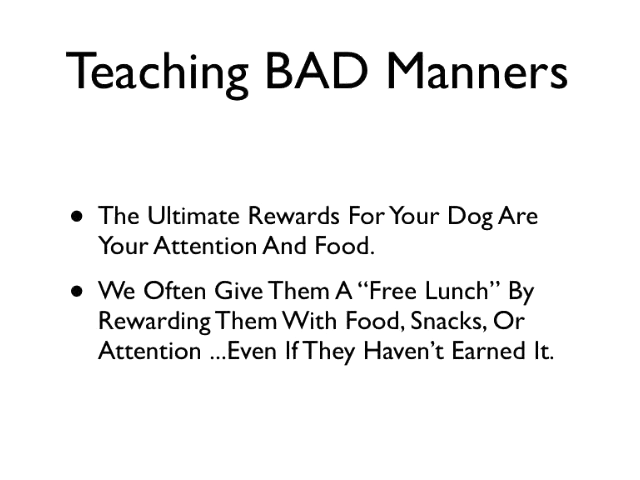 Teaching BAD Manners
• The Ultimate Rewards For Your Dog Are
Your Attention And Food.
• We Often Give Them A “Free Lunch” By
Rewarding Them With Food, Snacks, Or
Attention ...Even If They Haven’t Earned It.